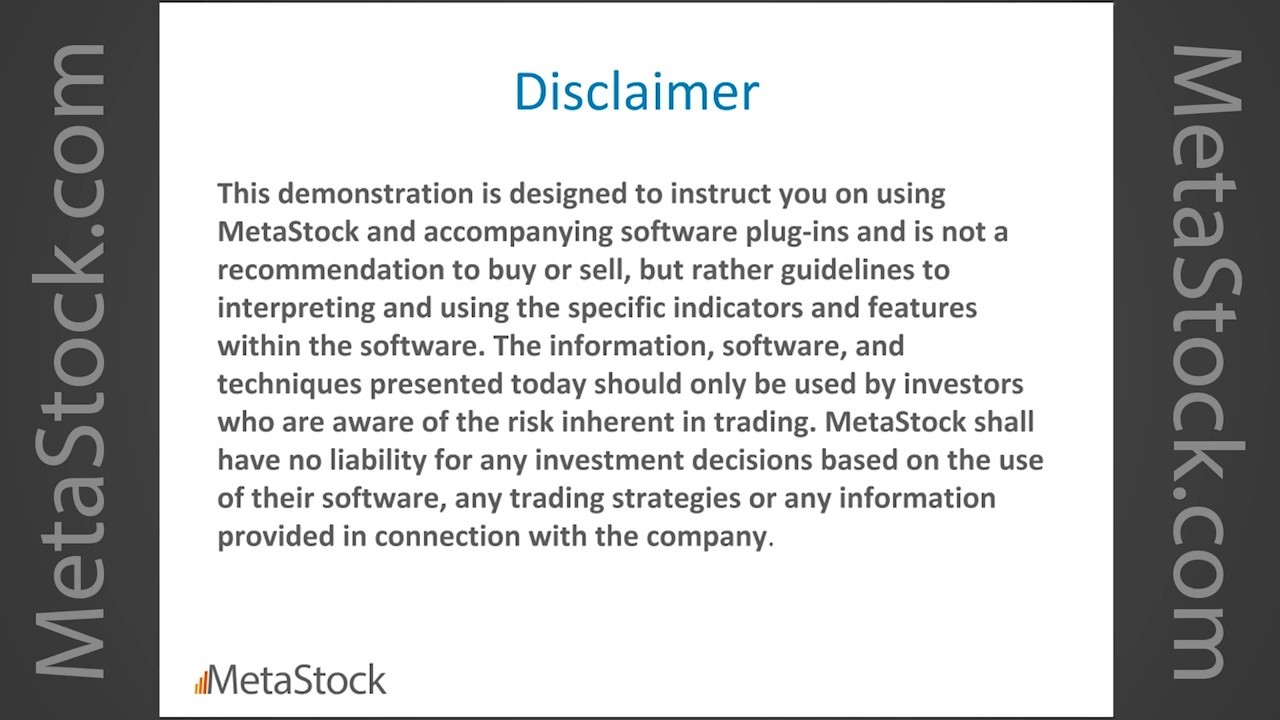 MetaStock.com
Disclaimer
This demonstration is designed to instruct you on using
MetaStock and accompanying software plug-ins and is not a
recommendation to buy or sell, but rather guidelines to
interpreting and using the specific indicators and features
within the software. The information, software, and
techniques presented today should only be used by investors
who are aware of the risk inherent in trading. MetaStock shall
have no liability for any investment decisions based on the use
of their software, any trading strategies or any information
provided in connection with the company.
MetaStock
MetaStock.com